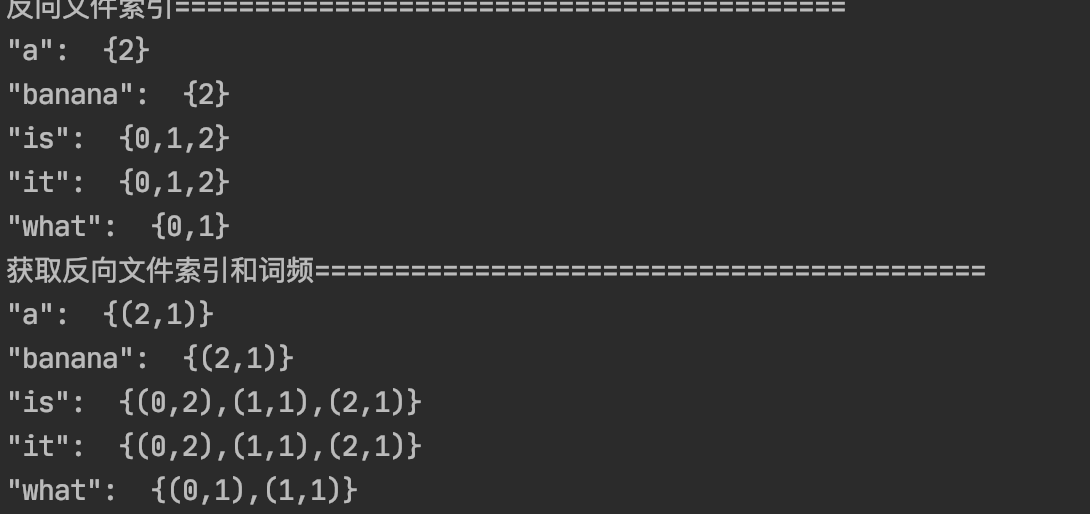 反向文件索引==========================================
"a":  {2}
"banana":  {2}
"is":  {0,1,2}
"it":  {0,1,2}
"what":  {0,1}
获取反向文件索引和词频==========================================
"a":  {(2,1)}
"banana":  {(2,1)}
"is":  {(0,2),(1,1),(2,1)}
"it":  {(0,2),(1,1),(2,1)}
"what":  {(0,1),(1,1)}